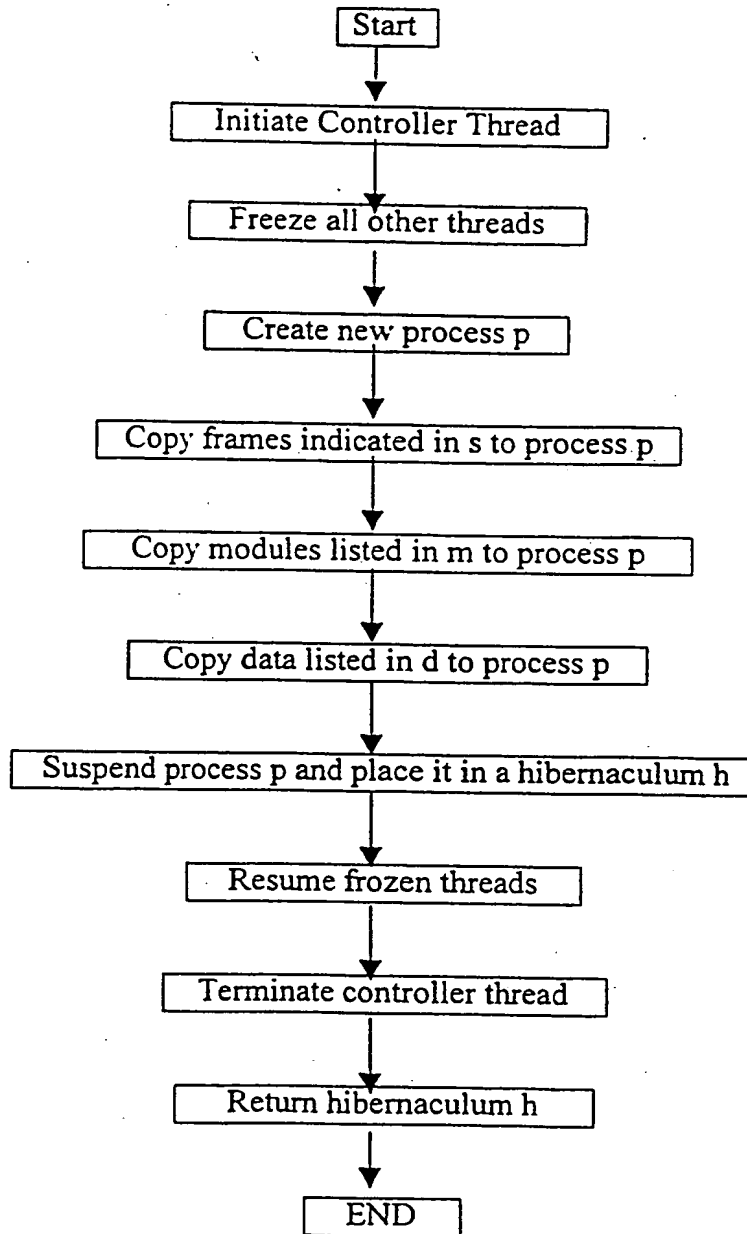 Start
Initiate Controller Thread
Freeze all other threads
Create new process p
Copy frames indicated in s to process p
Copy modules listed in m to process p
Copy data listed in d to process p
Suspend process p and place it in a hibernaculum h
Resume frozen threads
Terminate controller thread
Return hibernaculum h
END